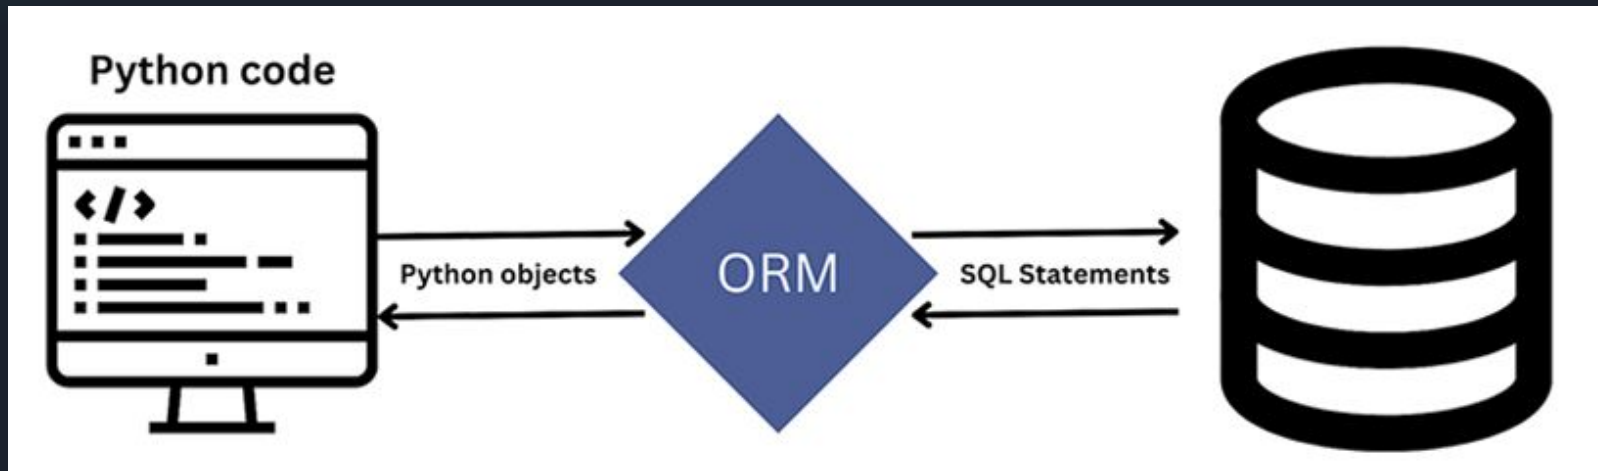 Python code
</>
Python objects
ORM
SQL Statements